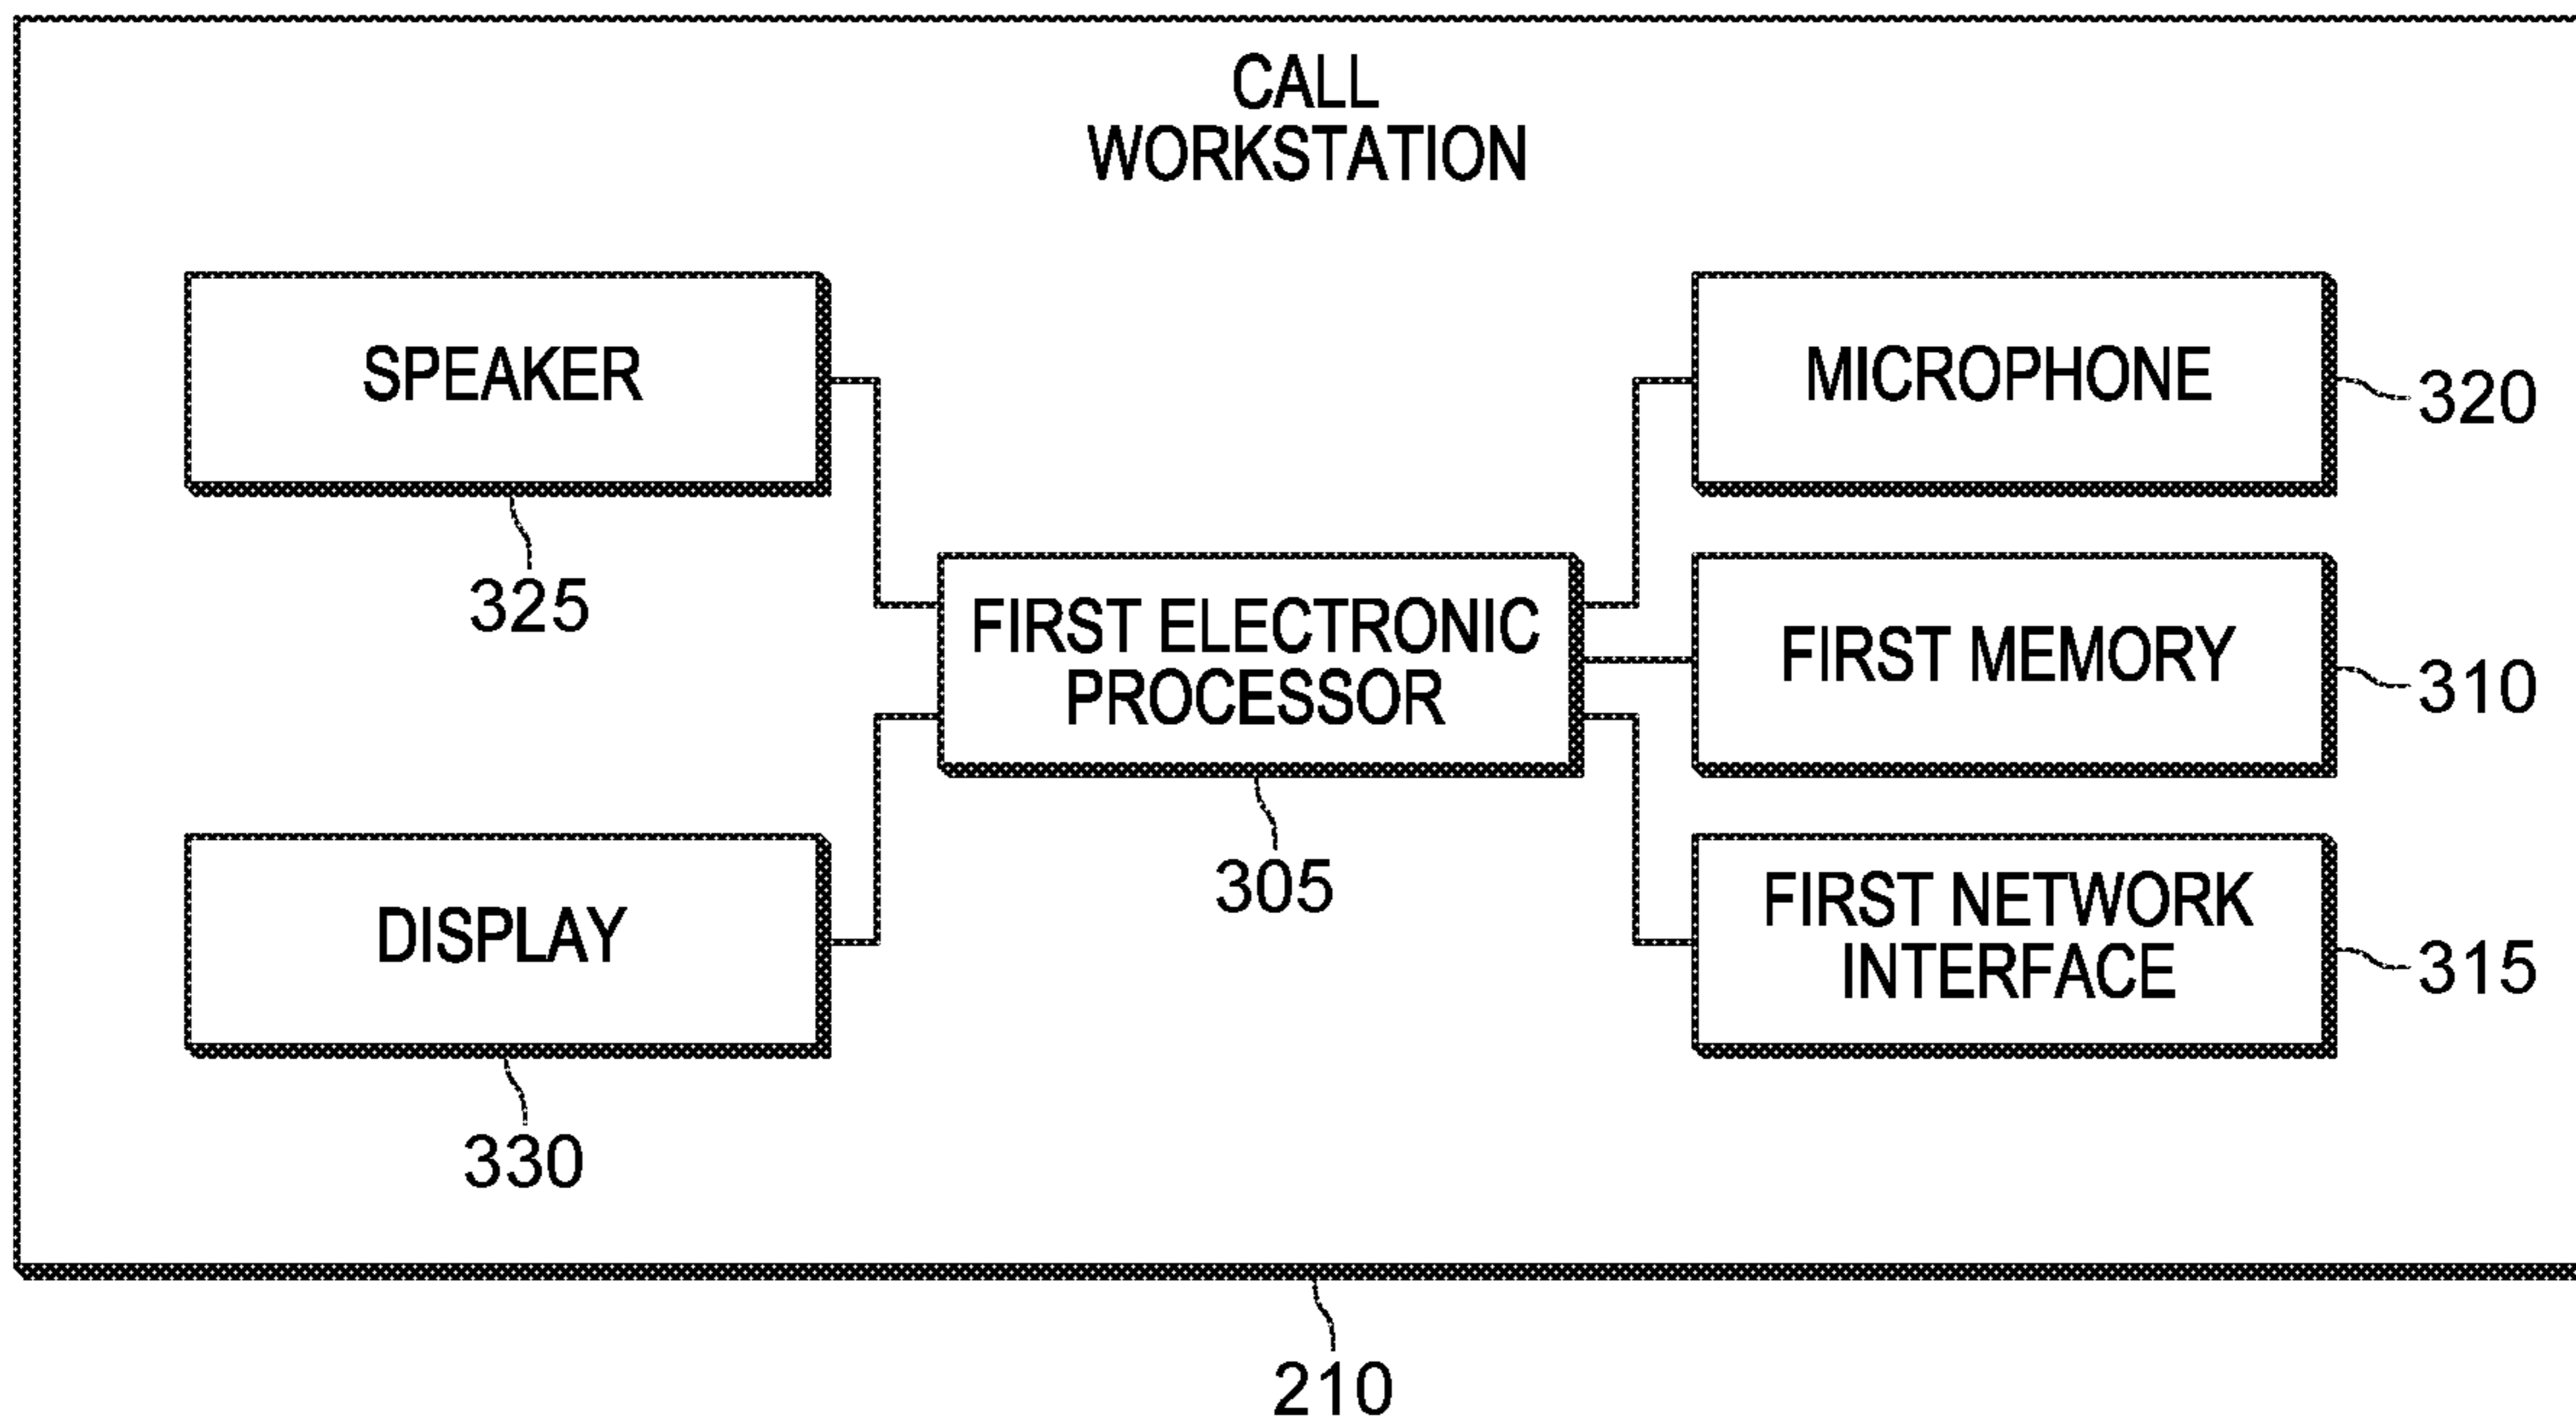 CALL
WORKSTATION
SPEAKER
325
MICROPHONE
320
FIRST ELECTRONIC
PROCESSOR
305
FIRST MEMORY
310
DISPLAY
330
FIRST NETWORK
INTERFACE
315
210